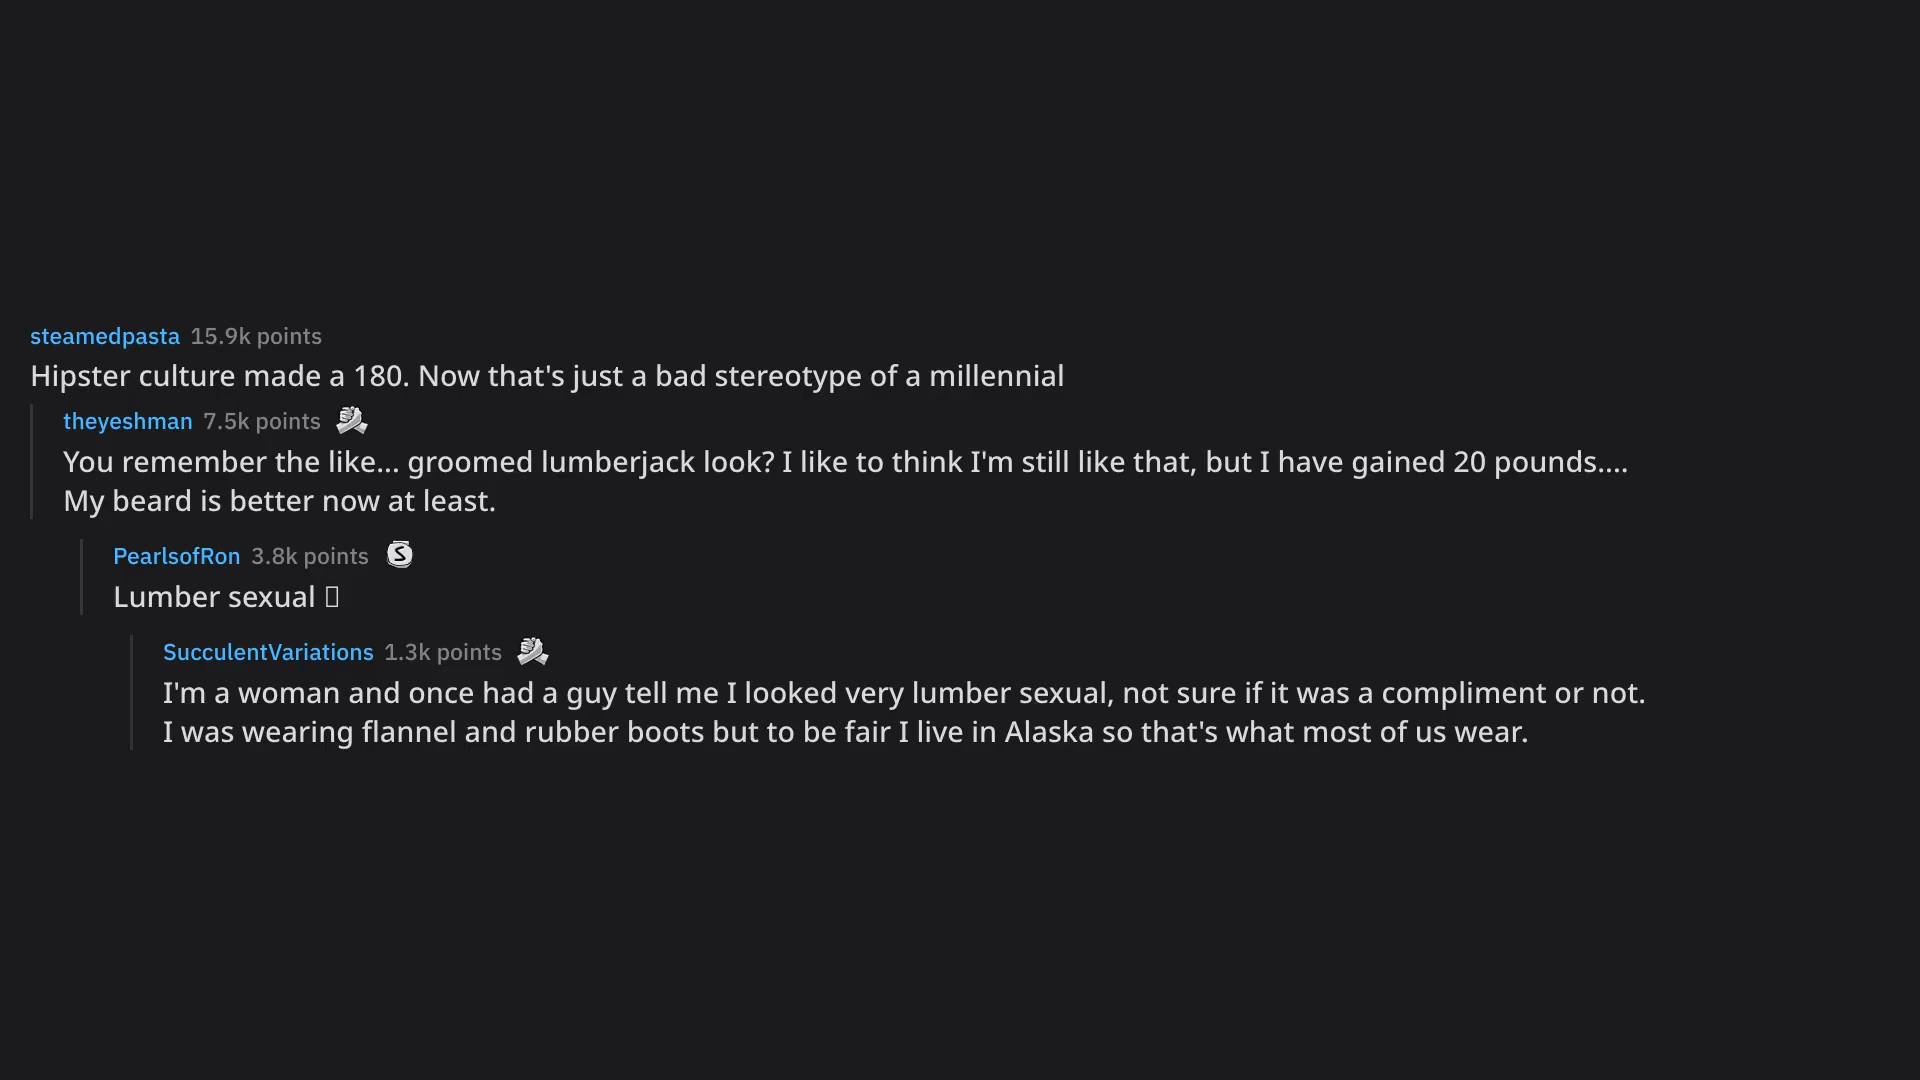 steamedpasta 15.9k points
Hipster culture made a 180. Now that's just a bad stereotype of a millennial
theyeshman 7.5k points
You remember the like... groomed lumberjack look? I like to think I'm still like that, but I have gained 20 pounds....
My beard is better now at least.
PearlsofRon 3.8k points
Lumber sexual
SucculentVariations 1.3k points
I'm a woman and once had a guy tell me I looked very lumber sexual, not sure if it was a compliment or not.
I was wearing flannel and rubber boots but to be fair I live in Alaska so that's what most of us wear.